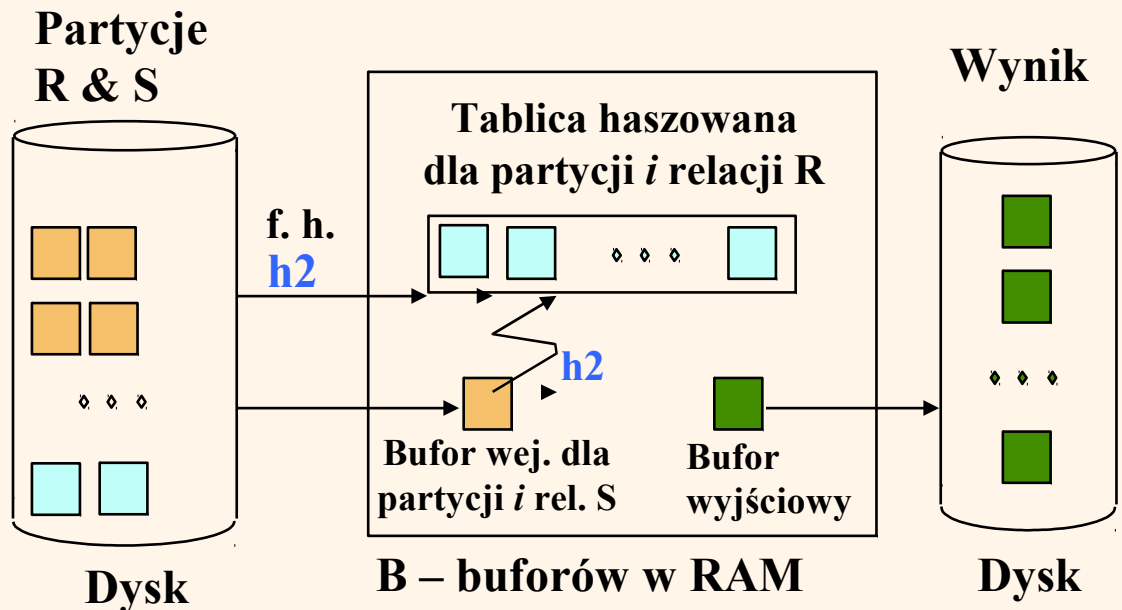 Partycje
R & S
Wynik
Tablica haszowana
dla partycji i relacji R
f. h.
h2
h2
Bufor wej. dla
partycji i rel. S
Bufor
wyjściowy
Dysk
B – buforów w RAM
Dysk